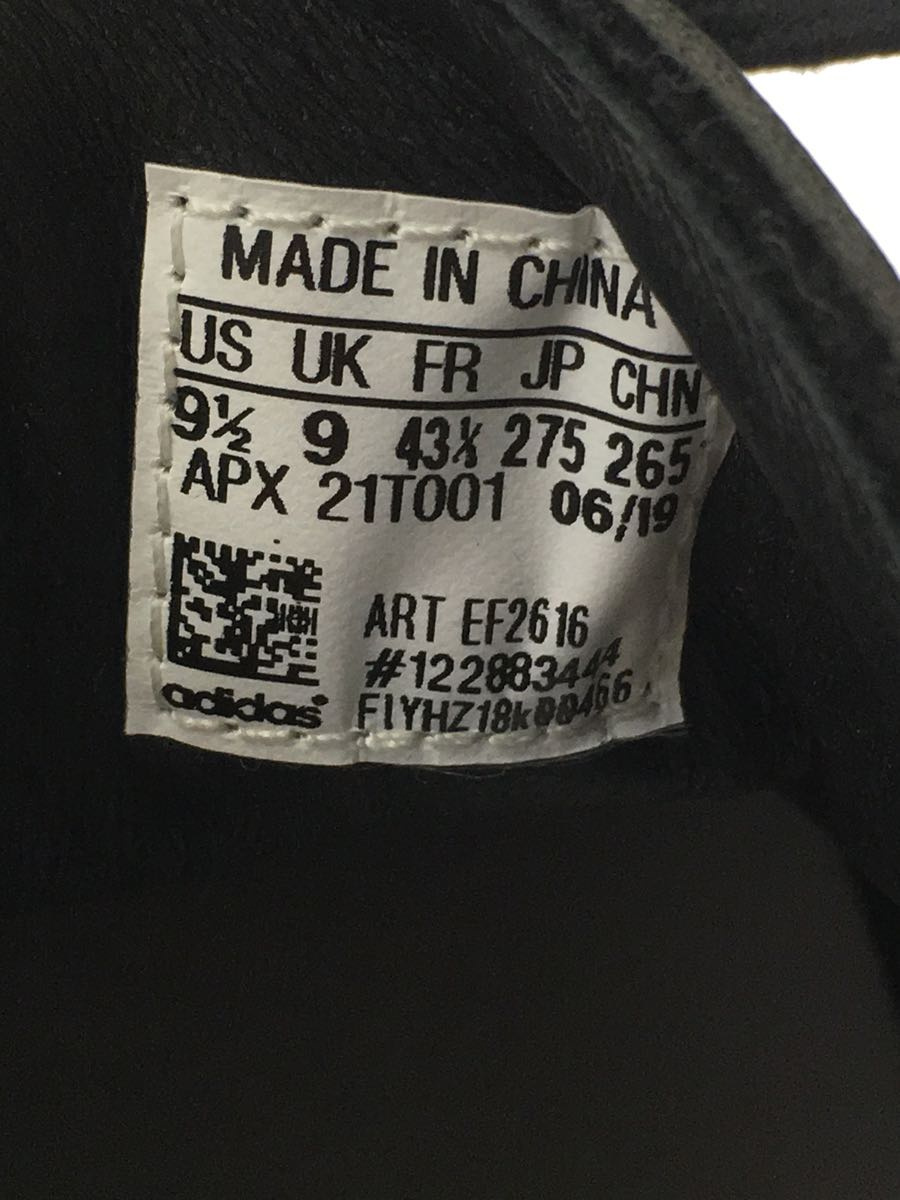 MADE IN CHINA
US UK FR JP CHN
9½ 9 43⅓ 275 265
APX 21T001 06/19
ART EF2616
#122883444
adidas